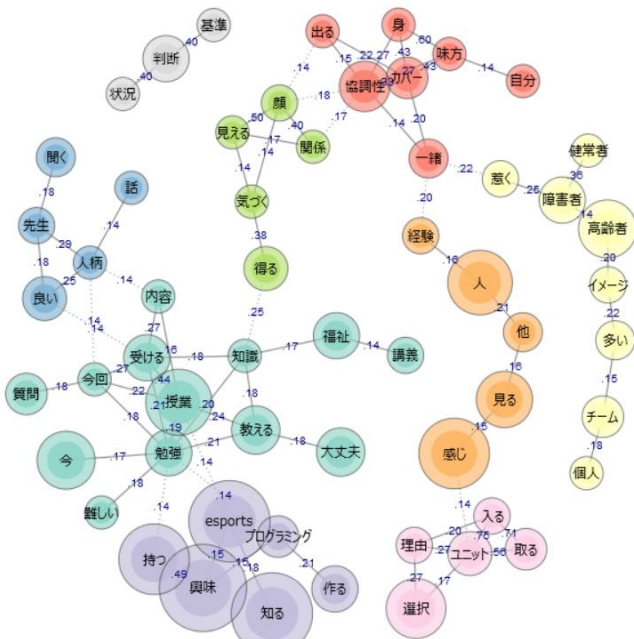 基準
.40
判断
.40
状況
出る
身
.60
味方
.22
.27
.43
.15
.27
.43
カバー
.14
自分
協調性
.14
.18
顔
.50
.40
見える
.17
関係
.17
.14
.14
.20
一緒
.22
惹く
健常者
.36
.25
障害者
.14
高齢者
気づく
.38
得る
.20
経験
.16
人
.21
他
.16
見る
.15
感じ
.20
イメージ
.22
多い
.15
チーム
.18
個人
聞く
.18
話
先生
.29
.14
.18
人柄
.25
良い
.14
内容
.14
.14
.27
.25
受ける
.16
.18
知識
.17
福祉
.14
講義
今回
.27
.44
質問
.18
.22
授業
.21
.20
.18
.18
.24
教える
.19
.21
.18
大丈夫
今
.17
勉強
.18
難しい
.14
.14
esports
プログラミング
持つ
.15
.15
.18
.21
.49
興味
知る
作る
.14
入る
理由
.20
.75
.71
.27
ユニット
.56
取る
.27
.17
選択